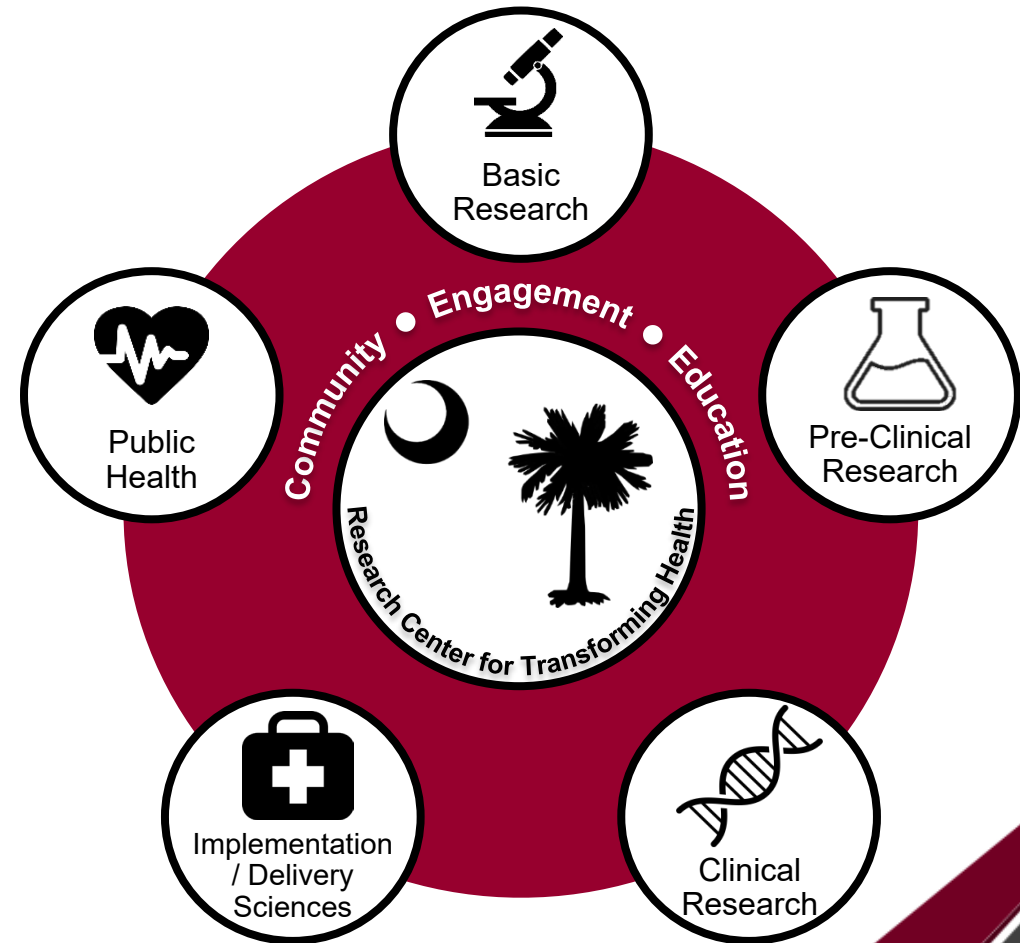 Basic
Research
Community • Engagement • Education
Public
Health
Pre-Clinical
Research
Research Center for Transforming Health
Implementation
/ Delivery
Sciences
Clinical
Research